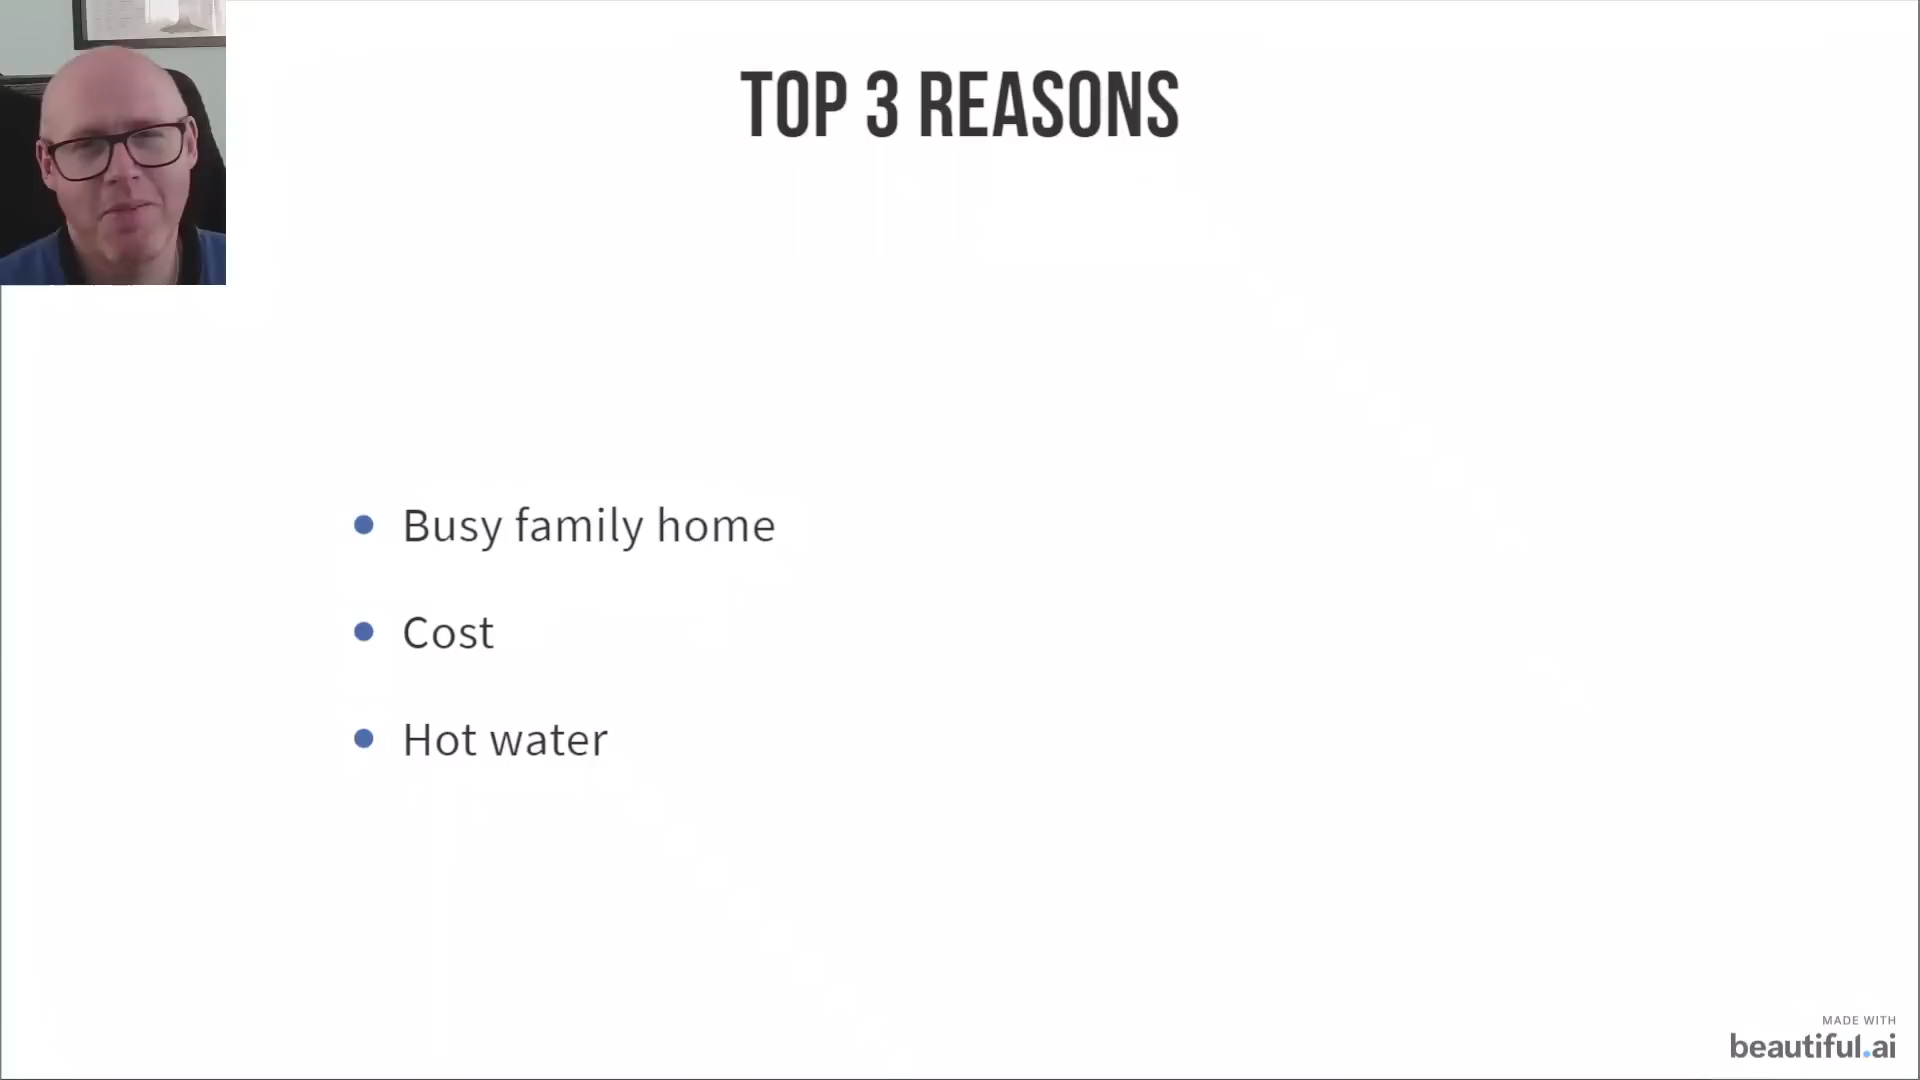 TOP 3 REASONS
Busy family home
Cost
Hot water
MADE WITH
beautiful.ai